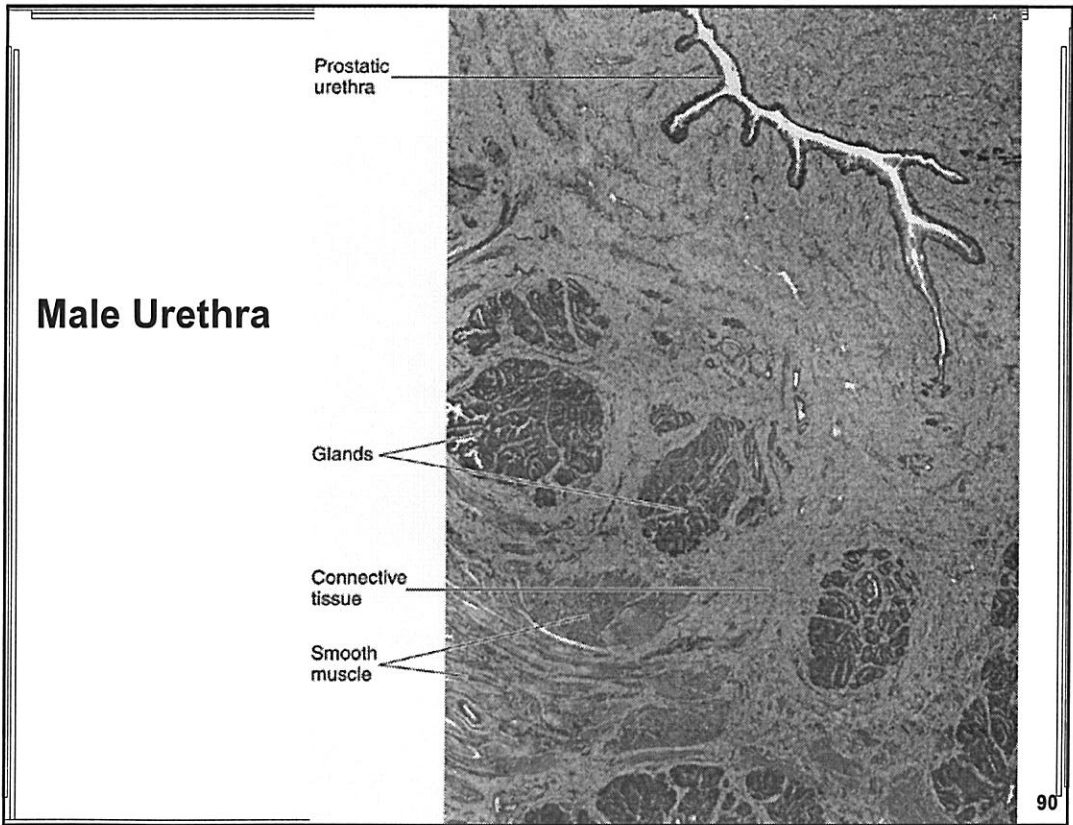 Prostatic
urethra
Male Urethra
Glands
Connective
tissue
Smooth
muscle
90